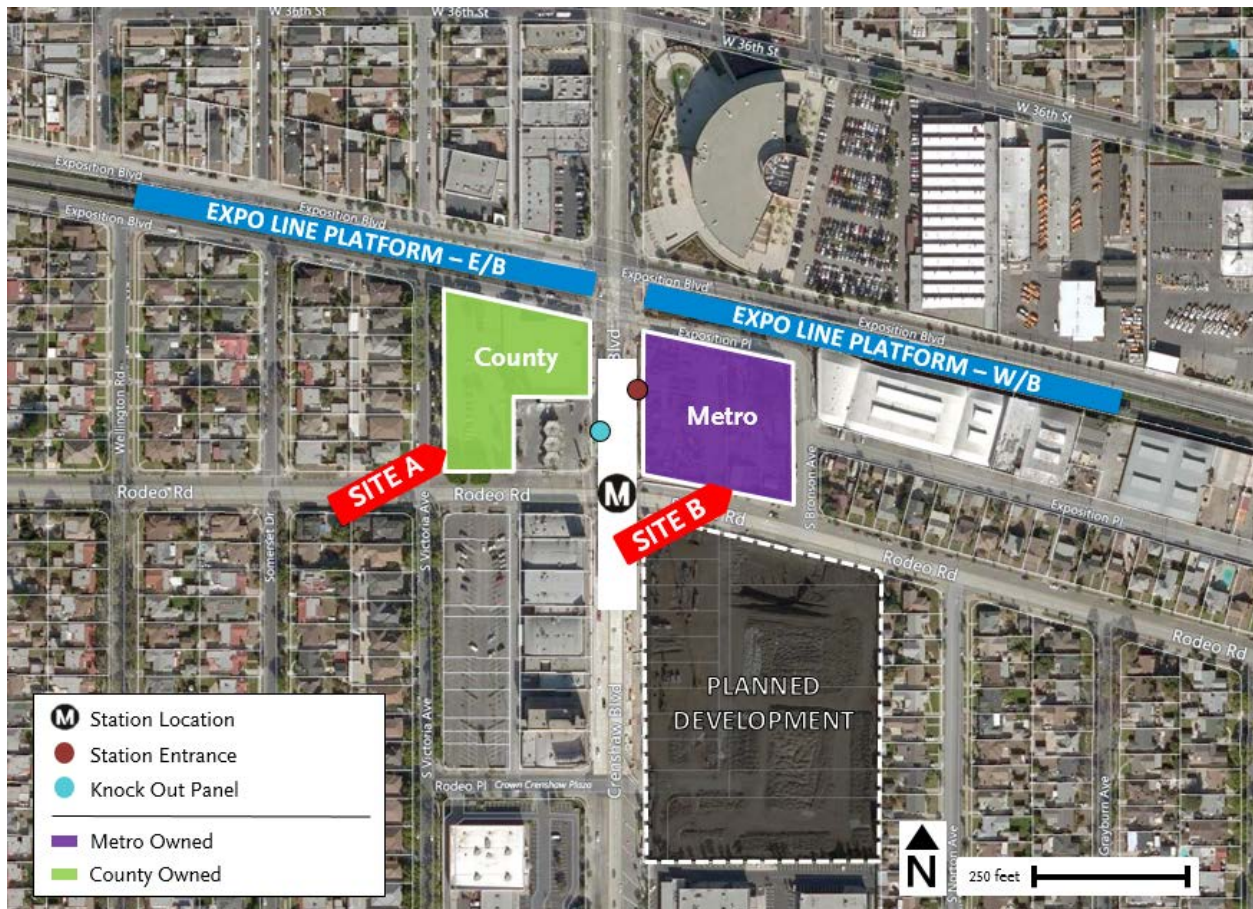 W 36th St
W 36th St
W 36th St
W 36th St
Exposition Blvd
Exposition Blvd
Exposition Blvd
EXPO LINE PLATFORM – E/B
Exposition Blvd
EXPO LINE PLATFORM – W/B
Exposition Blvd
Exposition Pl
Blvd
County
Metro
Wellington Rd
SITE A
SITE B
M
Rodeo Rd
Rodeo Rd
Rd
Rodeo Rd
Rodeo Rd
S Bronson Ave
Exposition Pl
Somerset Dr
S Victoria Ave
S Victoria Ave
PLANNED
DEVELOPMENT
Crenshaw Blvd
Rodeo Pl
Crown Crenshaw Plaza
S Norton Ave
Grayburn Ave
M Station Location
Station Entrance
Knock Out Panel
Metro Owned
County Owned
N
250 feet